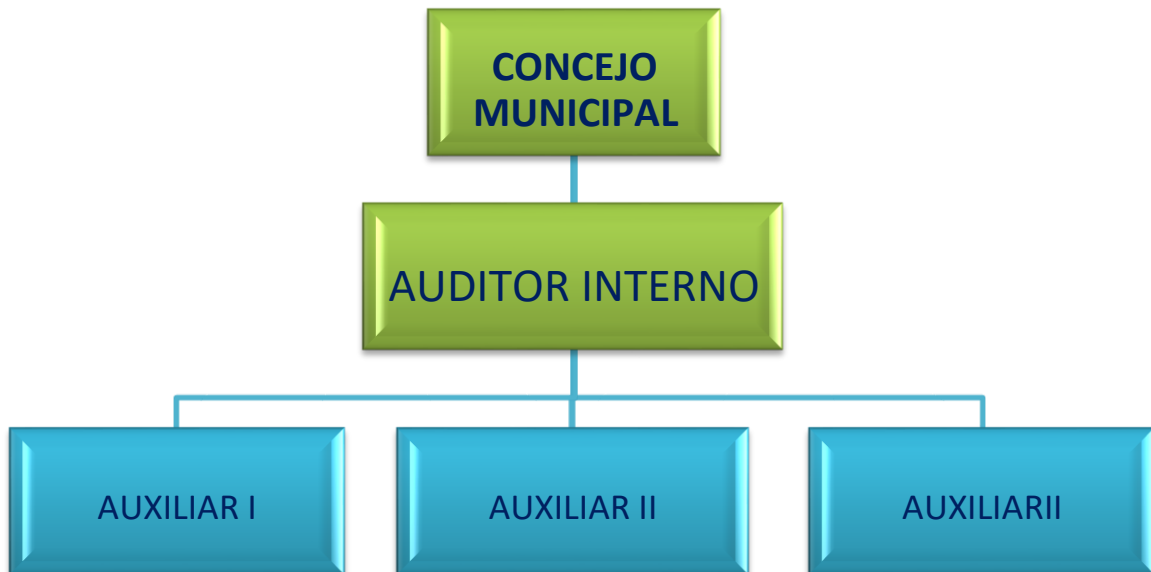 CONCEJO
MUNICIPAL
AUDITOR INTERNO
AUXILIAR I
AUXILIAR II
AUXILIARII